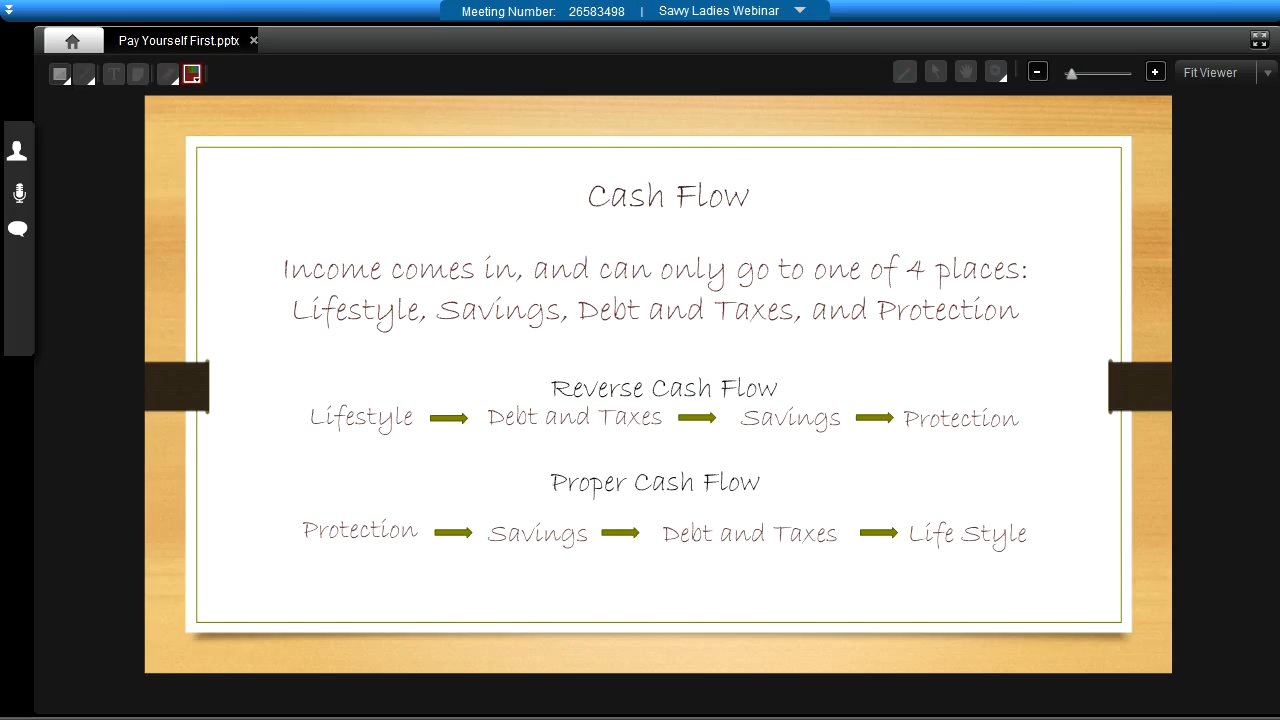 Meeting Number: 26583498 | Savvy Ladies Webinar
Pay Yourself First.pptx
T
Fit Viewer
Cash Flow
Income comes in, and can only go to one of 4 places:
Lifestyle, Savings, Debt and Taxes, and Protection
Reverse Cash Flow
Lifestyle Debt and Taxes Savings Protection
Proper Cash Flow
Protection Savings Debt and Taxes Life Style